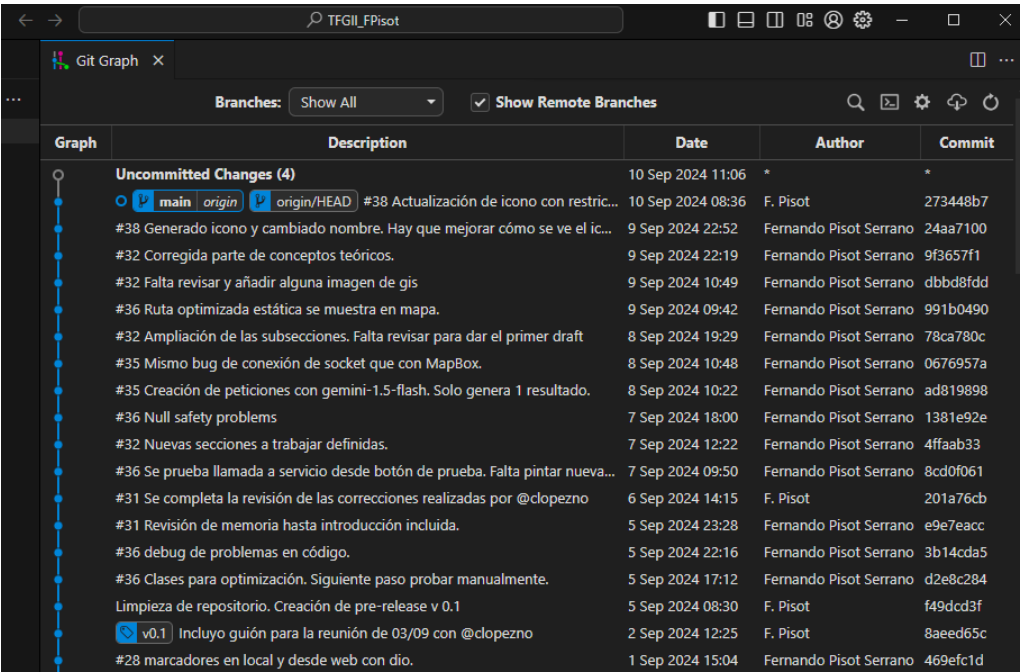 TFGII_FPisot
Git Graph
Branches: Show All Show Remote Branches
Graph Description Date Author Commit
Uncommitted Changes (4) 10 Sep 2024 11:06 * *
main origin origin/HEAD #38 Actualización de icono con restric... 10 Sep 2024 08:36 F. Pisot 273448b7
#38 Generado icono y cambiado nombre. Hay que mejorar cómo se ve el ic... 9 Sep 2024 22:52 Fernando Pisot Serrano 24aa7100
#32 Corregida parte de conceptos teóricos. 9 Sep 2024 22:19 Fernando Pisot Serrano 9f3657f1
#32 Falta revisar y añadir alguna imagen de gis 9 Sep 2024 10:49 Fernando Pisot Serrano dbbd8fdd
#36 Ruta optimizada estática se muestra en mapa. 9 Sep 2024 09:42 Fernando Pisot Serrano 991b0490
#32 Ampliación de las subsecciones. Falta revisar para dar el primer draft 8 Sep 2024 19:29 Fernando Pisot Serrano 78ca780c
#35 Mismo bug de conexión de socket que con MapBox. 8 Sep 2024 10:48 Fernando Pisot Serrano 0676957a
#35 Creación de peticiones con gemini-1.5-flash. Solo genera 1 resultado. 8 Sep 2024 10:22 Fernando Pisot Serrano ad819898
#36 Null safety problems 7 Sep 2024 18:00 Fernando Pisot Serrano 1381e92e
#32 Nuevas secciones a trabajar definidas. 7 Sep 2024 12:22 Fernando Pisot Serrano 4ffaab33
#36 Se prueba llamada a servicio desde botón de prueba. Falta pintar nueva... 7 Sep 2024 09:50 Fernando Pisot Serrano 8cd0f061
#31 Se completa la revisión de las correcciones realizadas por @clopezno 6 Sep 2024 14:15 F. Pisot 201a76cb
#31 Revisión de memoria hasta introducción incluida. 5 Sep 2024 23:28 Fernando Pisot Serrano e9e7eacc
#36 debug de problemas en código. 5 Sep 2024 22:16 Fernando Pisot Serrano 3b14cda5
#36 Clases para optimización. Siguiente paso probar manualmente. 5 Sep 2024 17:12 Fernando Pisot Serrano d2e8c284
Limpieza de repositorio. Creación de pre-release v 0.1 5 Sep 2024 08:30 F. Pisot f49dcd3f
v0.1 Incluyo guión para la reunión de 03/09 con @clopezno 2 Sep 2024 12:25 F. Pisot 8aeed65c
#28 marcadores en local y desde web con dio. 1 Sep 2024 15:04 Fernando Pisot Serrano 469efc1d